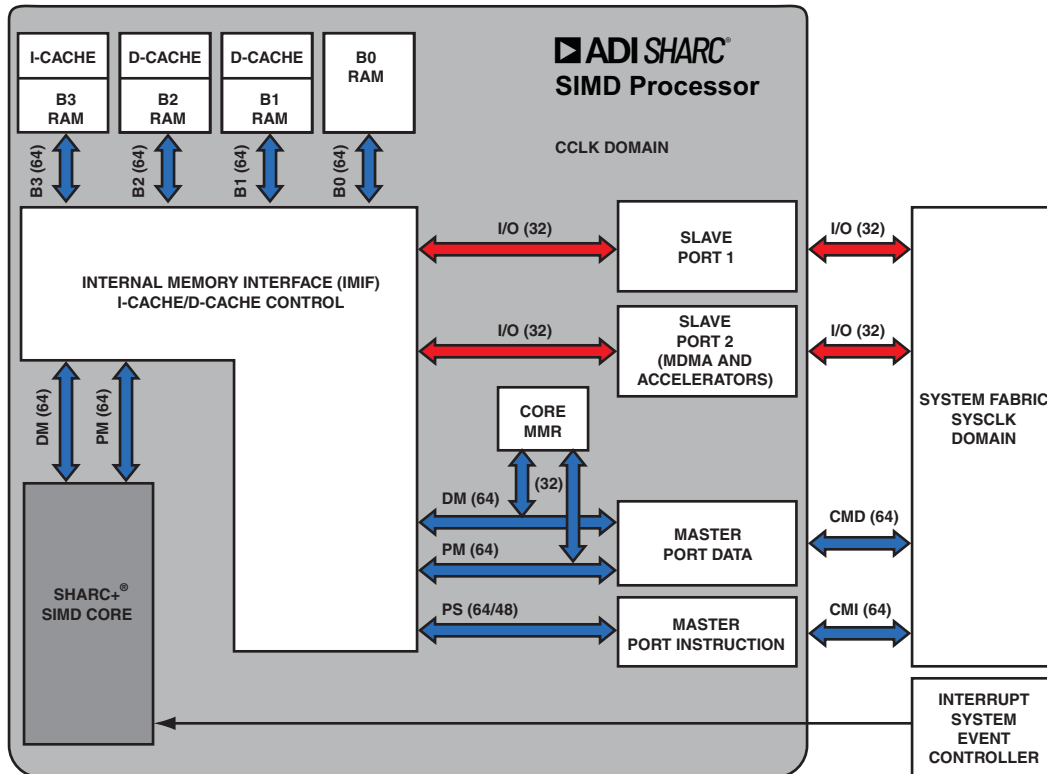 ADI SHARC®
SIMD Processor
CCLK DOMAIN
I-CACHE
B3
RAM
D-CACHE
B2
RAM
D-CACHE
B1
RAM
B0
RAM
B3 (64)
B2 (64)
B1 (64)
B0 (64)
INTERNAL MEMORY INTERFACE (IMIF)
I-CACHE/D-CACHE CONTROL
I/O (32)
SLAVE
PORT 1
I/O (32)
I/O (32)
SLAVE
PORT 2
(MDMA AND
ACCELERATORS)
I/O (32)
DM (64)
PM (64)
CORE
MMR
(32)
SYSTEM FABRIC
SYSCLK
DOMAIN
DM (64)
PM (64)
MASTER
PORT DATA
CMD (64)
SHARC+®
SIMD CORE
PS (64/48)
MASTER
PORT INSTRUCTION
CMI (64)
INTERRUPT
SYSTEM
EVENT
CONTROLLER